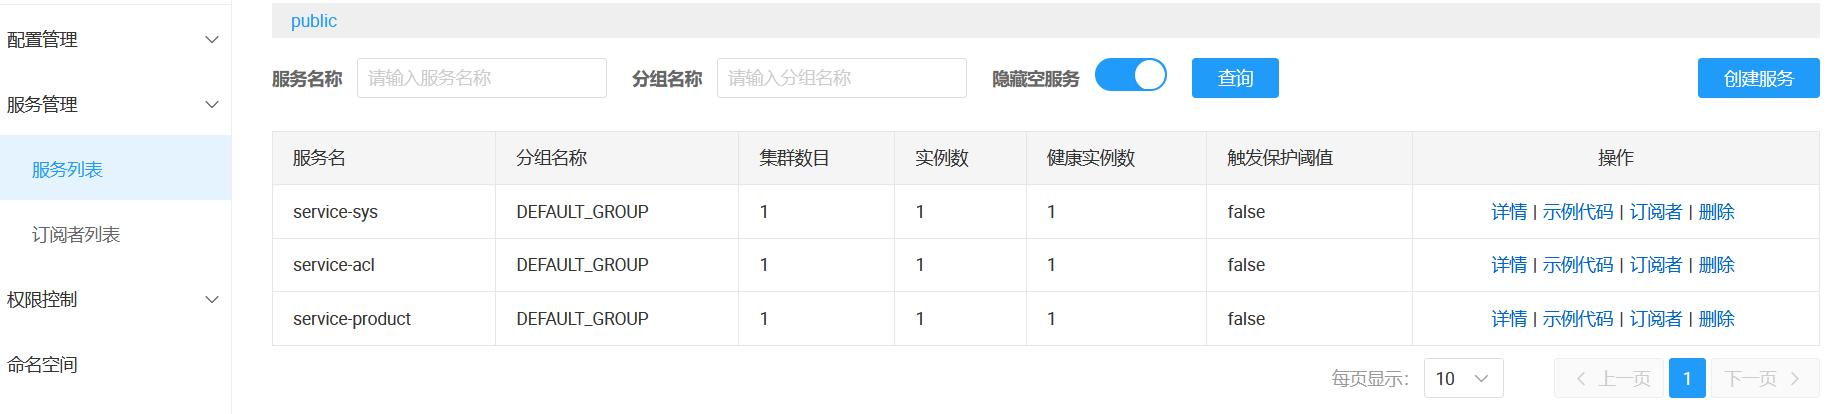 public
配置管理
服务管理
服务列表
订阅者列表
权限控制
命名空间
服务名称 请输入服务名称 分组名称 请输入分组名称 隐藏空服务 查询 创建服务
服务名 分组名称 集群数目 实例数 健康实例数 触发保护阈值 操作
service-sys DEFAULT_GROUP 1 1 1 false 详情 | 示例代码 | 订阅者 | 删除
service-acl DEFAULT_GROUP 1 1 1 false 详情 | 示例代码 | 订阅者 | 删除
service-product DEFAULT_GROUP 1 1 1 false 详情 | 示例代码 | 订阅者 | 删除
每页显示: 10 上一页 1 下一页